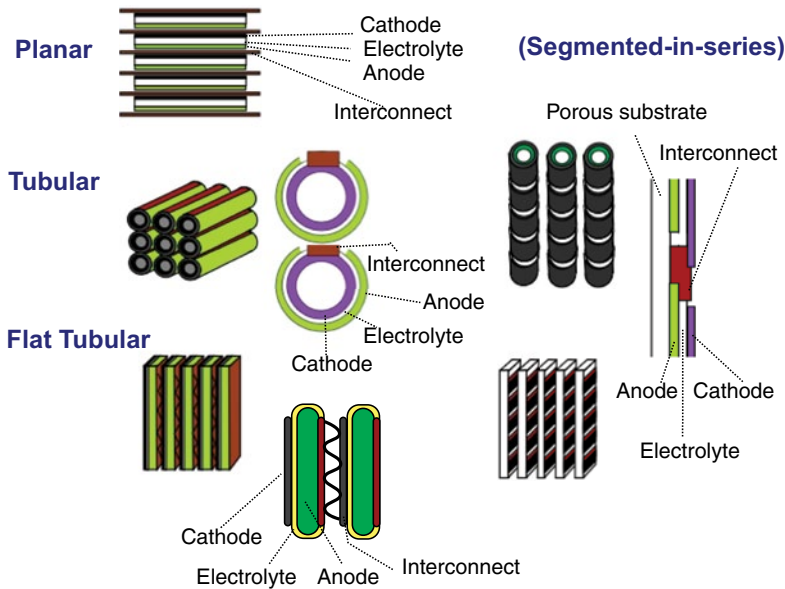 Planar
Cathode
Electrolyte
Anode
Interconnect
(Segmented-in-series)
Porous substrate
Interconnect
Tubular
Interconnect
Anode
Electrolyte
Cathode
Flat Tubular
Anode Cathode
Electrolyte
Cathode
Electrolyte Anode Interconnect